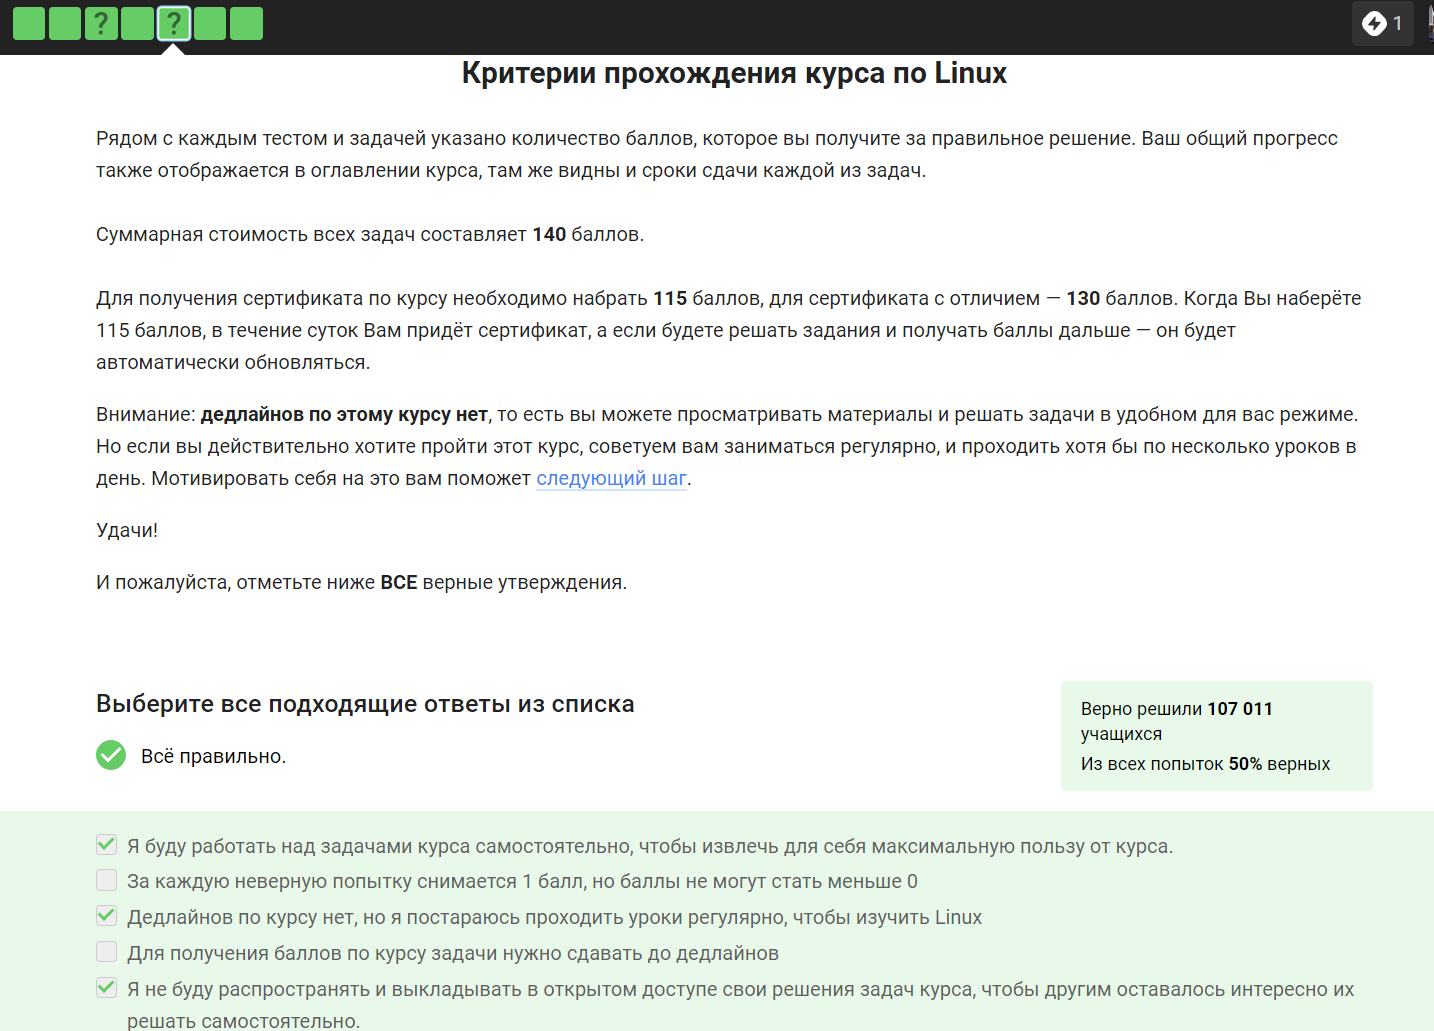 ? ? 1
Критерии прохождения курса по Linux
Рядом с каждым тестом и задачей указано количество баллов, которое вы получите за правильное решение. Ваш общий прогресс
также отображается в оглавлении курса, там же видны и сроки сдачи каждой из задач.
Суммарная стоимость всех задач составляет 140 баллов.
Для получения сертификата по курсу необходимо набрать 115 баллов, для сертификата с отличием — 130 баллов. Когда Вы наберёте
115 баллов, в течение суток Вам придёт сертификат, а если будете решать задания и получать баллы дальше — он будет
автоматически обновляться.
Внимание: дедлайнов по этому курсу нет, то есть вы можете просматривать материалы и решать задачи в удобном для вас режиме.
Но если вы действительно хотите пройти этот курс, советуем вам заниматься регулярно, и проходить хотя бы по несколько уроков в
день. Мотивировать себя на это вам поможет следующий шаг.
Удачи!
И пожалуйста, отметьте ниже ВСЕ верные утверждения.
Выберите все подходящие ответы из списка
Всё правильно.
Верно решили 107 011
учащихся
Из всех попыток 50% верных
Я буду работать над задачами курса самостоятельно, чтобы извлечь для себя максимальную пользу от курса.
За каждую неверную попытку снимается 1 балл, но баллы не могут стать меньше 0
Дедлайнов по курсу нет, но я постараюсь проходить уроки регулярно, чтобы изучить Linux
Для получения баллов по курсу задачи нужно сдавать до дедлайнов
Я не буду распространять и выкладывать в открытом доступе свои решения задач курса, чтобы другим оставалось интересно их
решать самостоятельно.